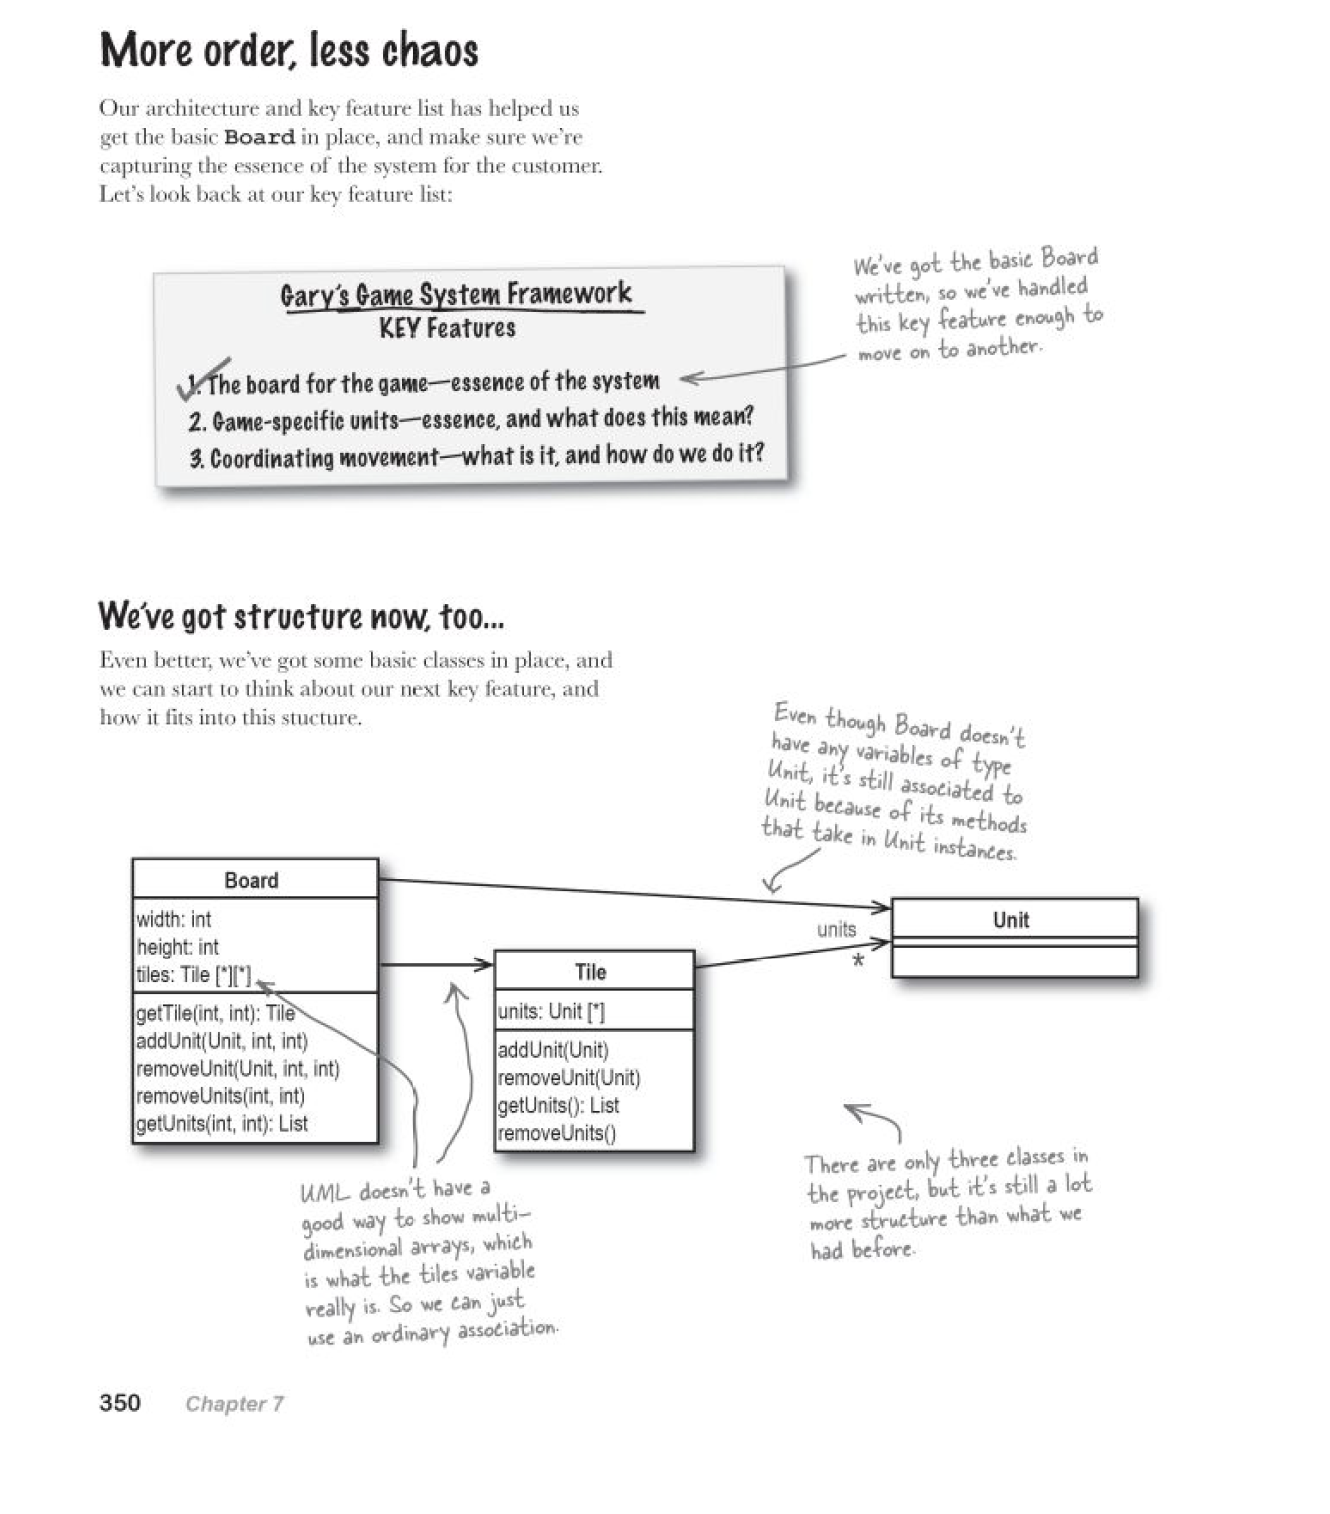 More order, less chaos
Our architecture and key feature list has helped us
get the basic Board in place, and make sure we're
capturing the essence of the system for the customer.
Let's look back at our key feature list:
We've got the basic Board
written, so we've handled
this key feature enough to
move on to another.
Gary's Game System Framework
KEY Features
1. The board for the game—essence of the system
2. Game-specific units—essence, and what does this mean?
3. Coordinating movement—what is it, and how do we do it?
We've got structure now, too...
Even better, we've got some basic classes in place, and
we can start to think about our next key feature, and
how it fits into this stucture.
Even though Board doesn't
have any variables of type
Unit, it's still associated to
Unit because of its methods
that take in Unit instances.
Board
width: int
height: int
tiles: Tile [*][*]
getTile(int, int): Tile
addUnit(Unit, int, int)
removeUnit(Unit, int, int)
removeUnits(int, int)
getUnits(int, int): List
Tile
units: Unit [*]
addUnit(Unit)
removeUnit(Unit)
getUnits(): List
removeUnits()
units
*
Unit
UML doesn't have a
good way to show multi-
dimensional arrays, which
is what the tiles variable
really is. So we can just
use an ordinary association.
There are only three classes in
the project, but it's still a lot
more structure than what we
had before.
350 Chapter 7